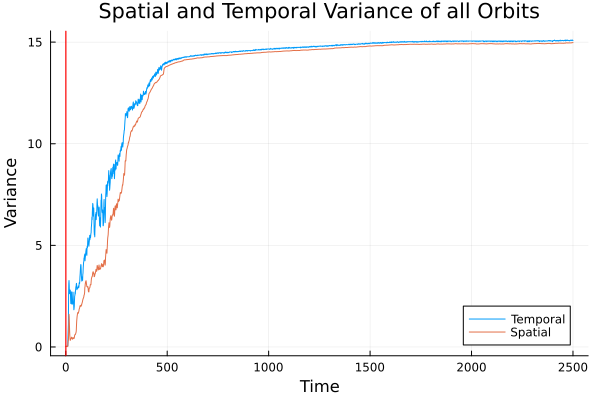 Spatial and Temporal Variance of all Orbits
Variance
15
10
5
0
0 500 1000 1500 2000 2500
Time
Temporal
Spatial